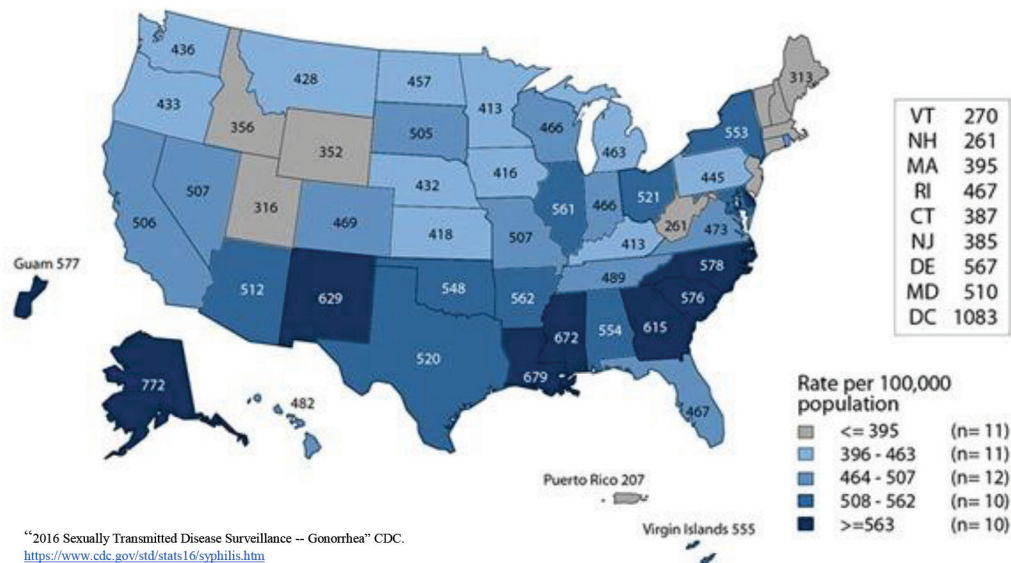 436
428
457
413
313
433
356
352
505
466
463
553
445
506
507
316
469
432
418
416
561
466
521
261
473
507
413
489
578
576
512
629
548
562
520
679
672
554
615
467
Guam 577
772
482
Puerto Rico 207
Virgin Islands 555
VT 270
NH 261
MA 395
RI 467
CT 387
NJ 385
DE 567
MD 510
DC 1083
Rate per 100,000
population
<= 395 (n= 11)
396 - 463 (n= 11)
464 - 507 (n= 12)
508 - 562 (n= 10)
>=563 (n= 10)
“2016 Sexually Transmitted Disease Surveillance -- Gonorrhea” CDC.
https://www.cdc.gov/std/stats16/syphilis.htm